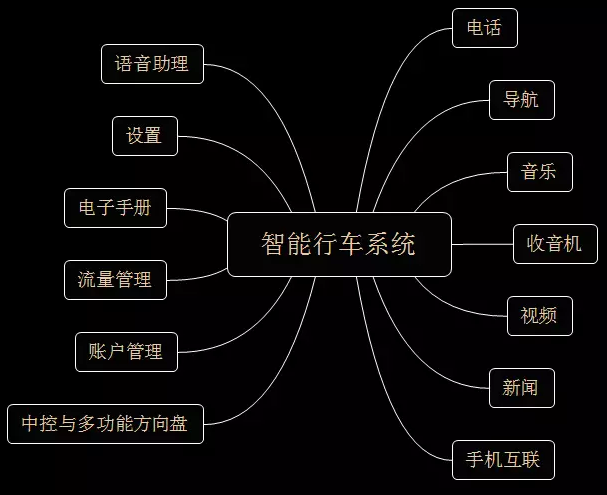 电话
语音助理
导航
设置
音乐
电子手册
智能行车系统
收音机
流量管理
视频
账户管理
新闻
中控与多功能方向盘
手机互联